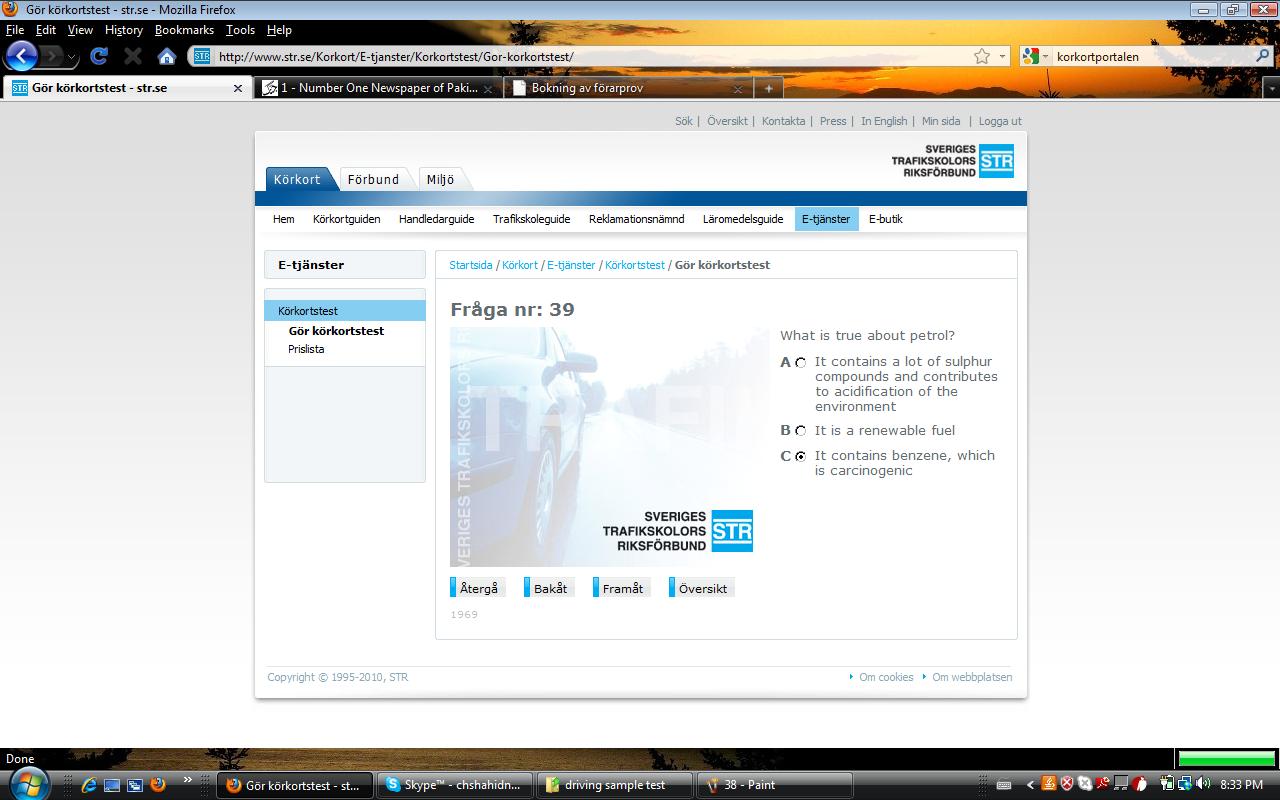 Gör körkortstest - str.se - Mozilla Firefox
File Edit View History Bookmarks Tools Help
STR http://www.str.se/Korkort/E-tjanster/Korkortstest/Gor-korkortstest/ korkortportalen
STR Gör körkortstest - str.se 1 - Number One Newspaper of Paki... Bokning av förarprov
Sök | Översikt | Kontakta | Press | In English | Min sida | Logga ut
SVERIGES
TRAFIKSKOLORS
RIKSFÖRBUND
STR
Körkort Förbund Miljö
Hem Körkortguiden Handledarguide Trafikskoleguide Reklamationsnämnd Läromedelsguide E-tjänster E-butik
E-tjänster
Körkortstest
Gör körkortstest
Prislista
Startsida / Körkort / E-tjänster / Körkortstest / Gör körkortstest
Fråga nr: 39
VERIGES TRAFIKSKOLOR
TRAFI
SVERIGES
TRAFIKSKOLORS
RIKSFÖRBUND
STR
What is true about petrol?
A It contains a lot of sulphur
compounds and contributes
to acidification of the
environment
B It is a renewable fuel
C It contains benzene, which
is carcinogenic
Återgå Bakåt Framåt Översikt
1969
Copyright © 1995-2010, STR Om cookies Om webbplatsen
Done
Gör körkortstest - st... Skype™ - chshahidn... driving sample test 38 - Paint 8:33 PM